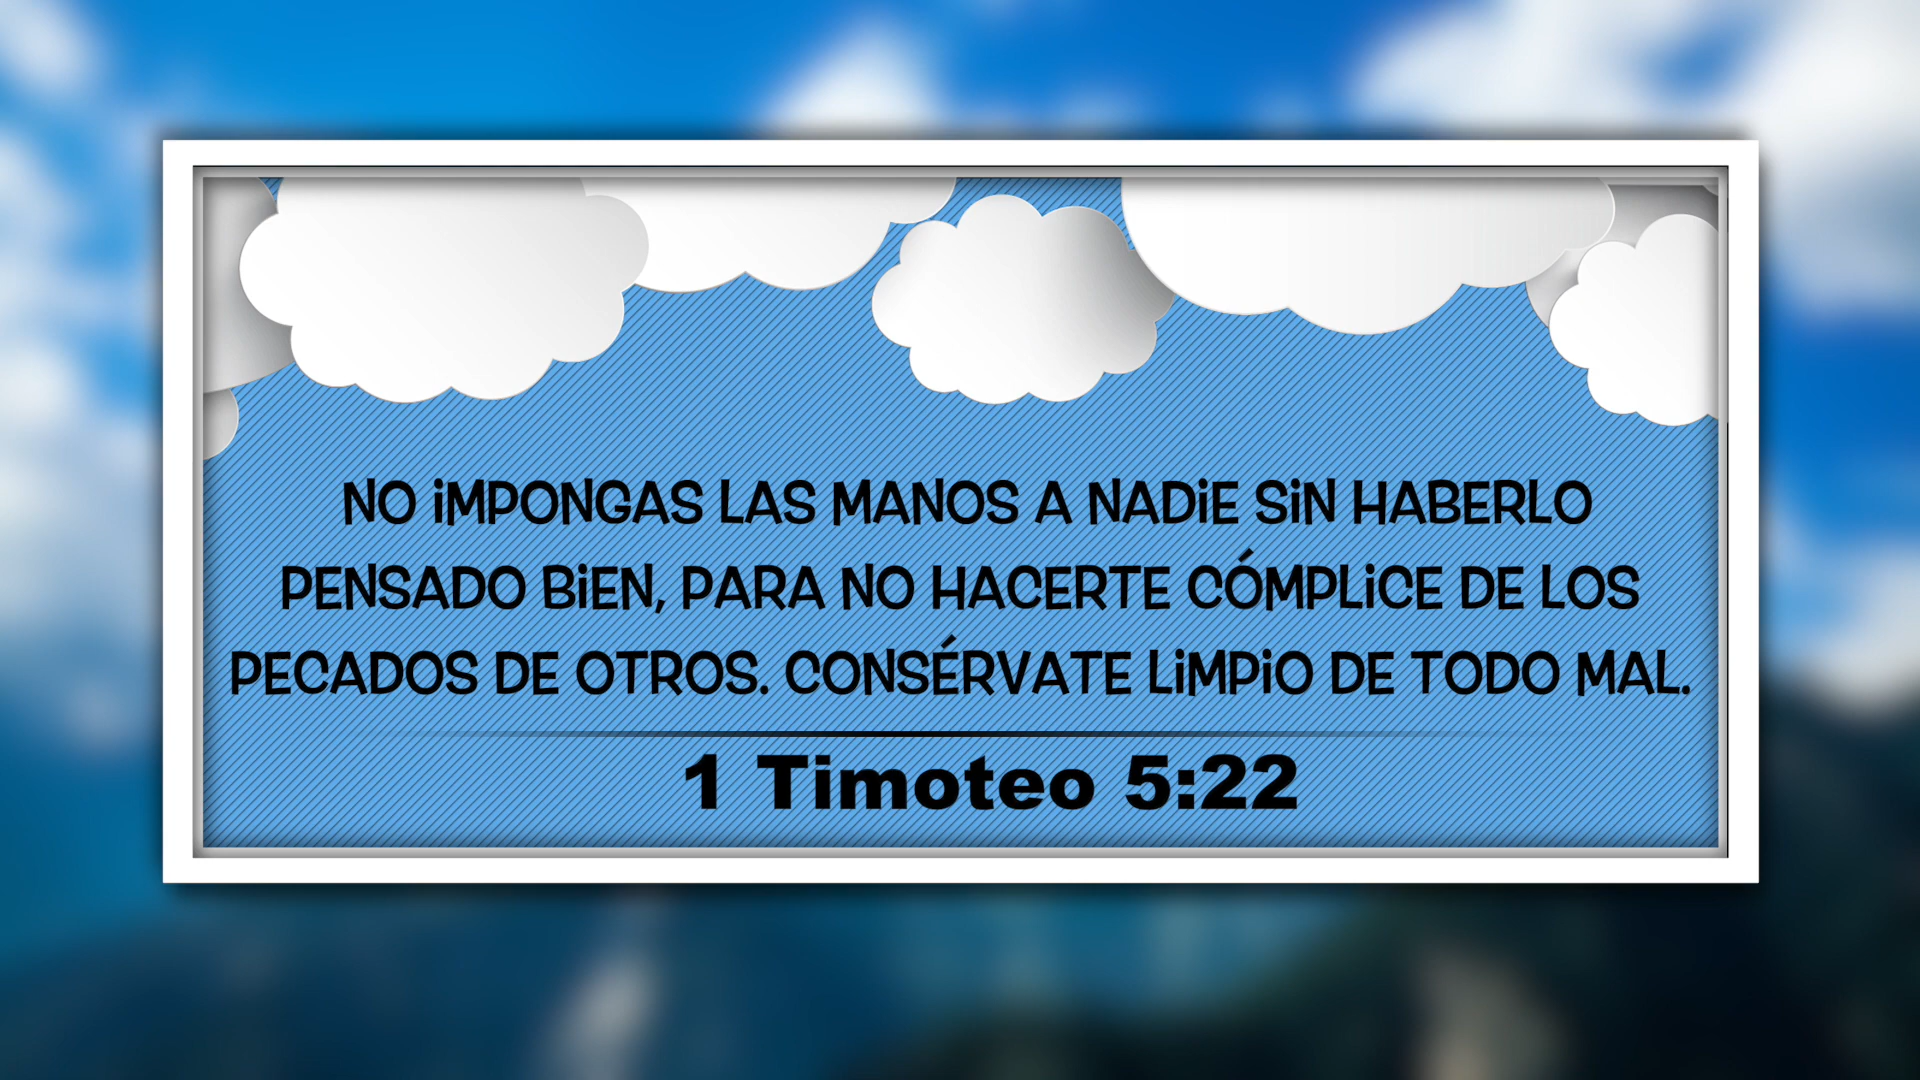 NO IMPONGAS LAS MANOS A NADIE SIN HABERLO
PENSADO BIEN, PARA NO HACERTE CÓMPLICE DE LOS
PECADOS DE OTROS. CONSÉRVATE LIMPIO DE TODO MAL.
1 Timoteo 5:22